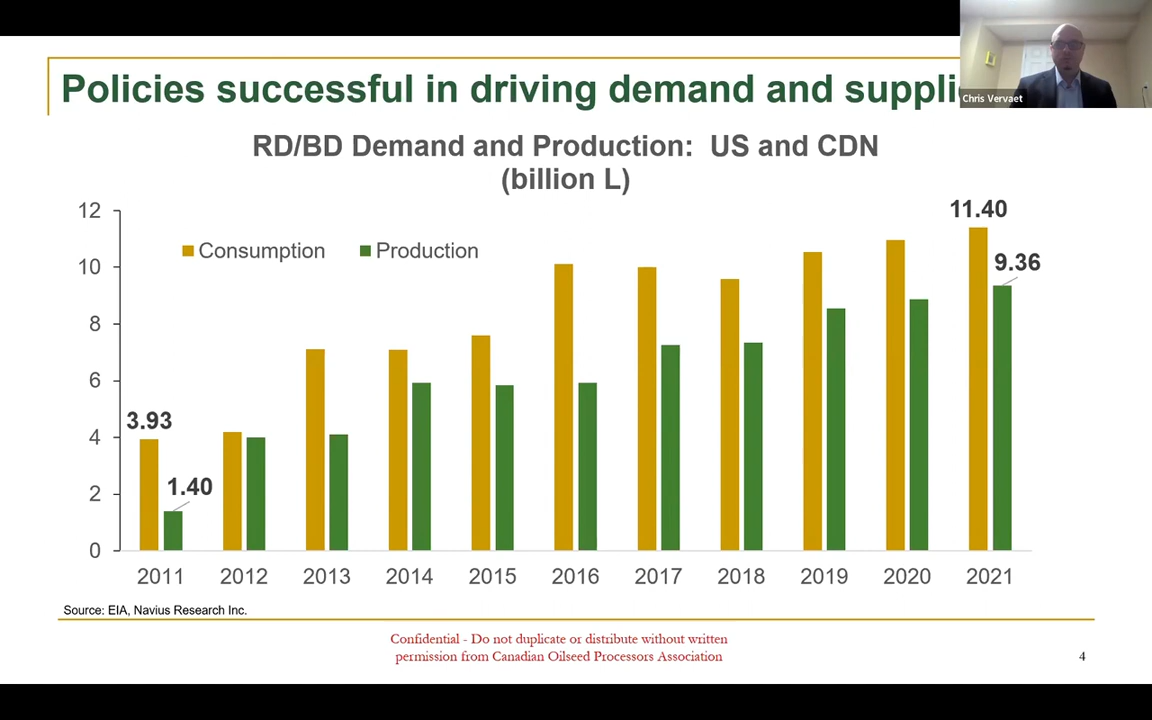 Policies successful in driving demand and suppli
Chris Vervaet
RD/BD Demand and Production:  US and CDN
(billion L)
12
10
8
6
4
2
0
Consumption
Production
3.93
1.40
11.40
9.36
2011 2012 2013 2014 2015 2016 2017 2018 2019 2020 2021
Source: EIA, Navius Research Inc.
Confidential - Do not duplicate or distribute without written
permission from Canadian Oilseed Processors Association
4